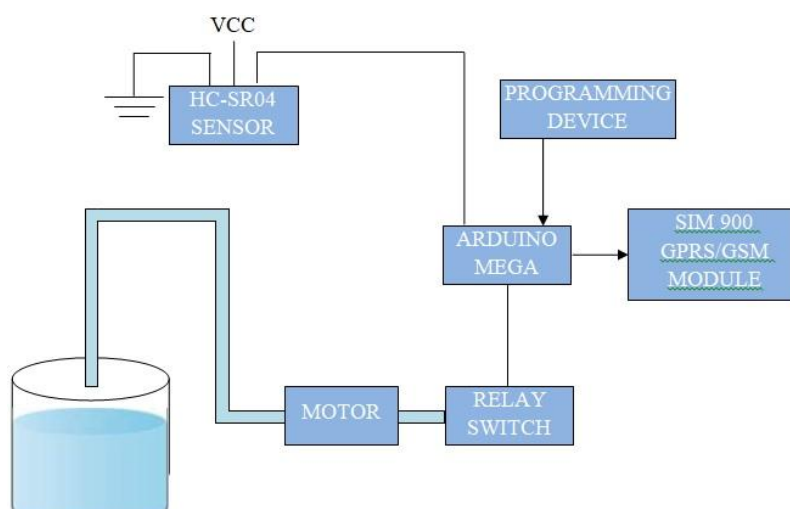 VCC
HC-SR04
SENSOR
PROGRAMMING
DEVICE
ARDUINO
MEGA
SIM 900
GPRS/GSM
MODULE
MOTOR
RELAY
SWITCH